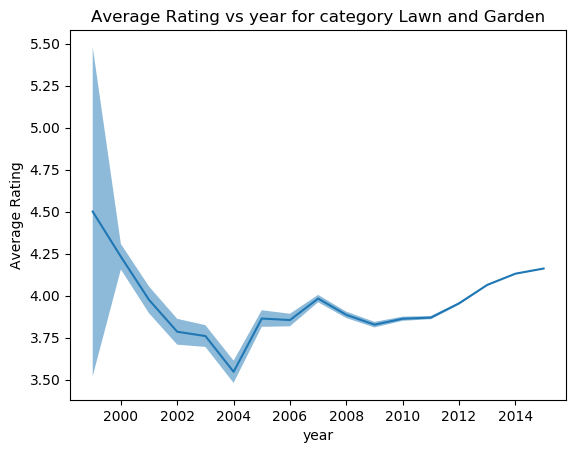 Average Rating vs year for category Lawn and Garden
5.50
5.25
5.00
4.75
4.50
4.25
4.00
3.75
3.50
Average Rating
2000 2002 2004 2006 2008 2010 2012 2014
year